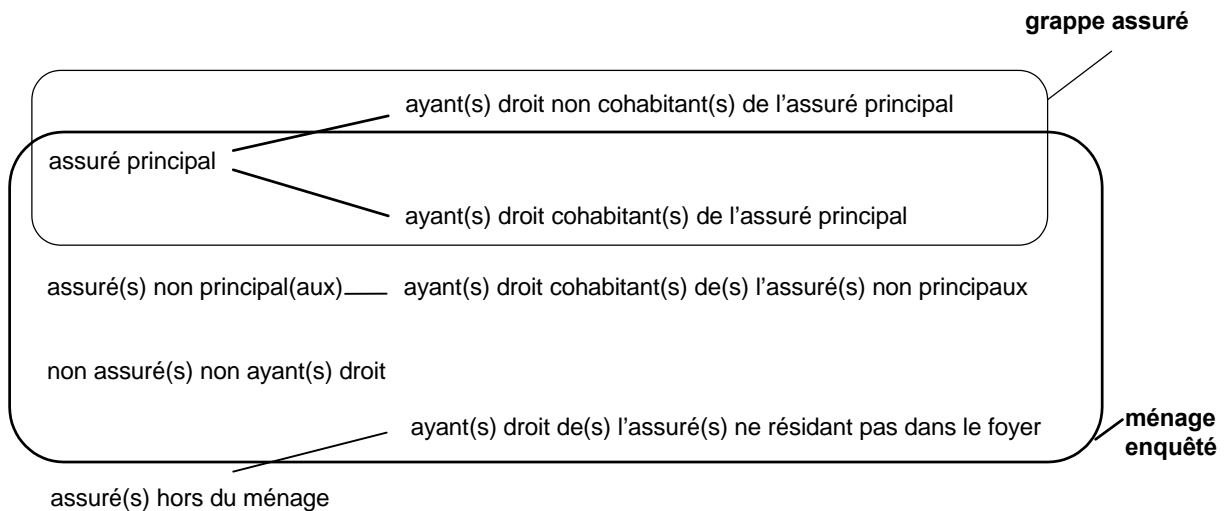 grappe assuré
ayant(s) droit non cohabitant(s) de l'assuré principal
assuré principal
ayant(s) droit cohabitant(s) de l'assuré principal
assuré(s) non principal(aux) ayant(s) droit cohabitant(s) de(s) l'assuré(s) non principaux
non assuré(s) non ayant(s) droit
ayant(s) droit de(s) l'assuré(s) ne résidant pas dans le foyer
ménage
enquêté
assuré(s) hors du ménage